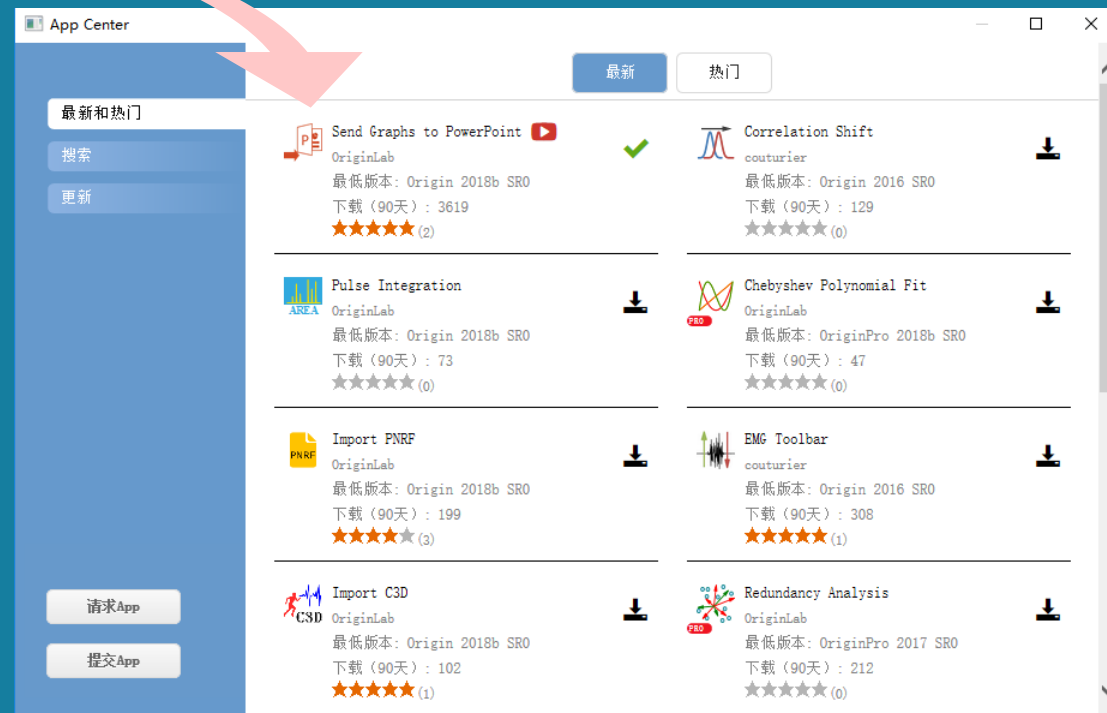 App Center
最新和热门
搜索
更新
请求App
提交App
最新
热门
Send Graphs to PowerPoint
OriginLab
最低版本: Origin 2018b SR0
下载（90天）: 3619
(2)
Correlation Shift
couturier
最低版本: Origin 2016 SR0
下载（90天）: 129
(0)
AREA
Pulse Integration
OriginLab
最低版本: Origin 2018b SR0
下载（90天）: 73
(0)
PRO
Chebyshev Polynomial Fit
OriginLab
最低版本: OriginPro 2018b SR0
下载（90天）: 47
(0)
PNRF
Import PNRF
OriginLab
最低版本: Origin 2018b SR0
下载（90天）: 199
(3)
EMG Toolbar
couturier
最低版本: Origin 2016 SR0
下载（90天）: 308
(1)
C3D
Import C3D
OriginLab
最低版本: Origin 2018b SR0
下载（90天）: 102
(1)
PRO
Redundancy Analysis
OriginLab
最低版本: OriginPro 2017 SR0
下载（90天）: 212
(0)